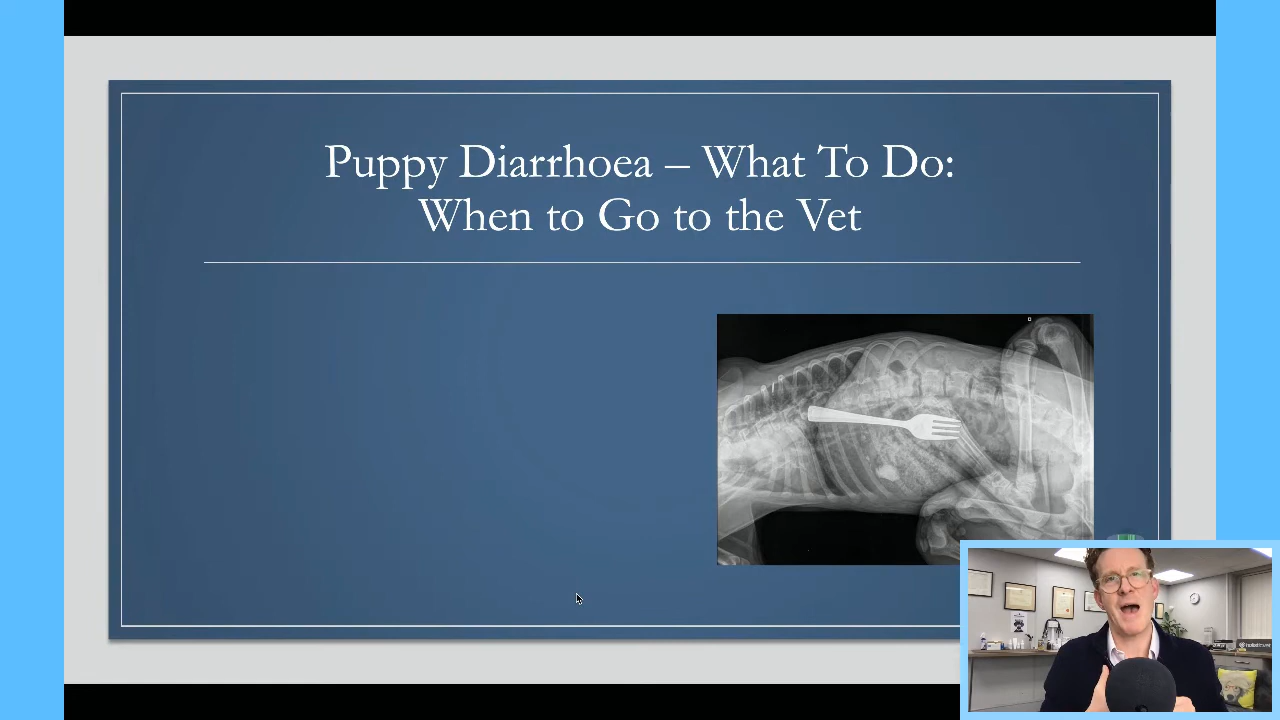 Puppy Diarrhoea – What To Do:
When to Go to the Vet